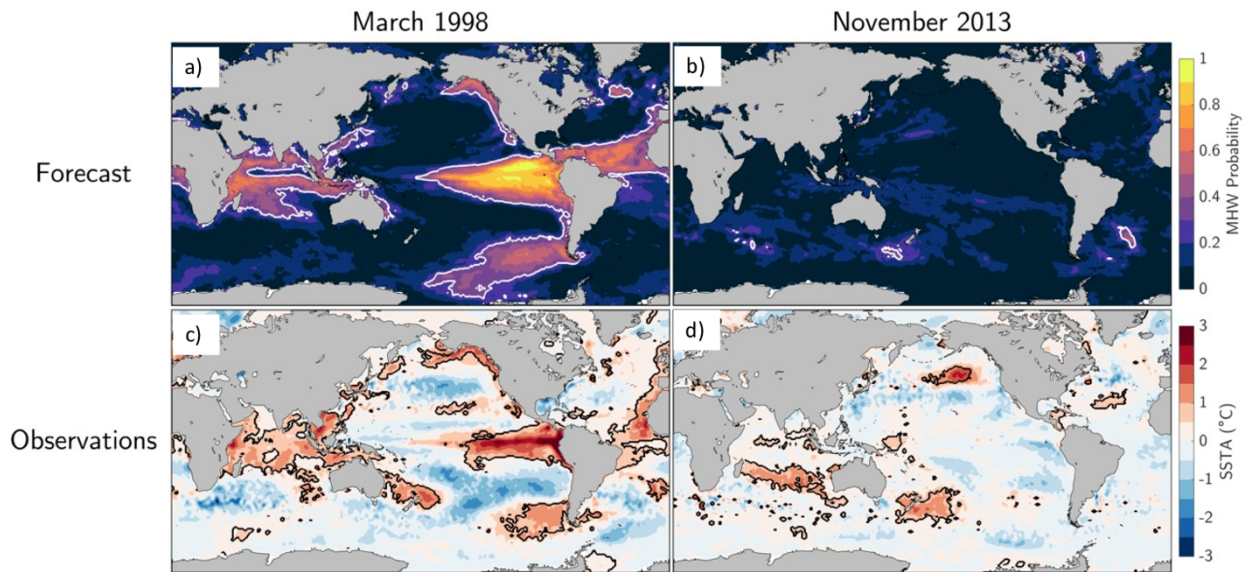 March 1998
November 2013
Forecast
a)
b)
1
0.8
0.6
0.4
0.2
0
MHW Probability
Observations
c)
d)
3
2
1
0
-1
-2
-3
SSTA (°C)